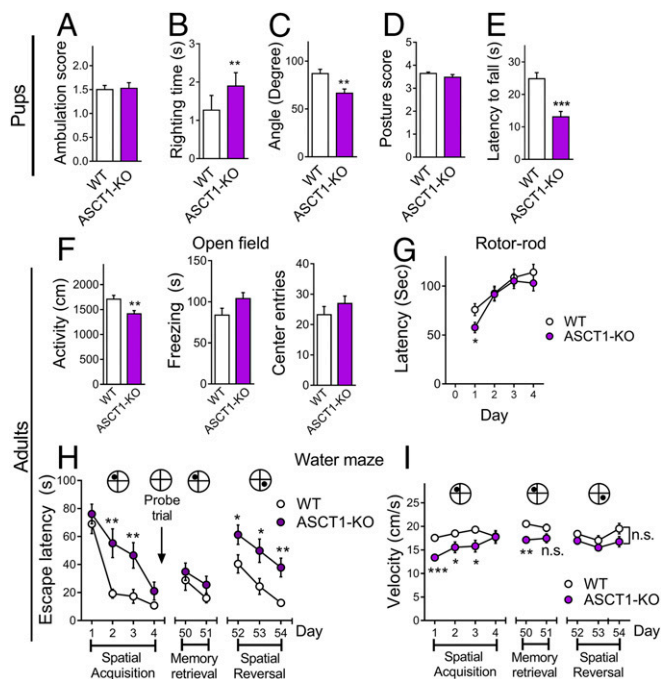 A
B
C
D
E
Pups
Ambulation score
2.0
1.5
1.0
0.5
0.0
WT
ASCT1-KO
Righting time (s)
3
2
1
0
**
WT
ASCT1-KO
Angle (Degree)
100
50
0
**
WT
ASCT1-KO
Posture score
4
3
2
1
0
WT
ASCT1-KO
Latency to fall (s)
30
20
10
0
***
WT
ASCT1-KO
Adults
F
Open field
Activity (cm)
2000
1500
1000
500
0
**
WT
ASCT1-KO
Freezing (s)
150
100
50
0
WT
ASCT1-KO
Center entries
40
30
20
10
0
WT
ASCT1-KO
G
Rotor-rod
Latency (Sec)
100
50
0
*
WT
ASCT1-KO
0 1 2 3 4
Day
H
Water maze
Escape latency (s)
100
80
60
40
20
0
Probe
trial
WT
ASCT1-KO
** ** * * **
1 2 3 4 50 51 52 53 54 Day
Spatial
Acquisition
Memory
retrieval
Spatial
Reversal
I
Velocity (cm/s)
25
20
15
10
5
0
*** * * ** n.s. n.s.
WT
ASCT1-KO
1 2 3 4 50 51 52 53 54 Day
Spatial
Acquisition
Memory
retrieval
Spatial
Reversal